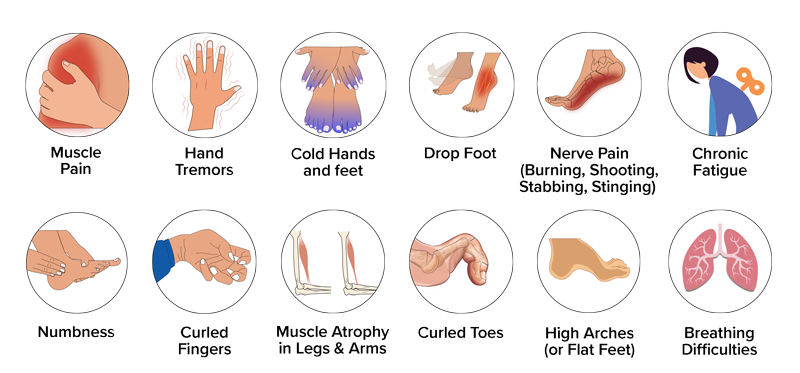 Muscle
Pain
Hand
Tremors
Cold Hands
and feet
Drop Foot
Nerve Pain
(Burning, Shooting,
Stabbing, Stinging)
Chronic
Fatigue
Numbness
Curled
Fingers
Muscle Atrophy
in Legs & Arms
Curled Toes
High Arches
(or Flat Feet)
Breathing
Difficulties